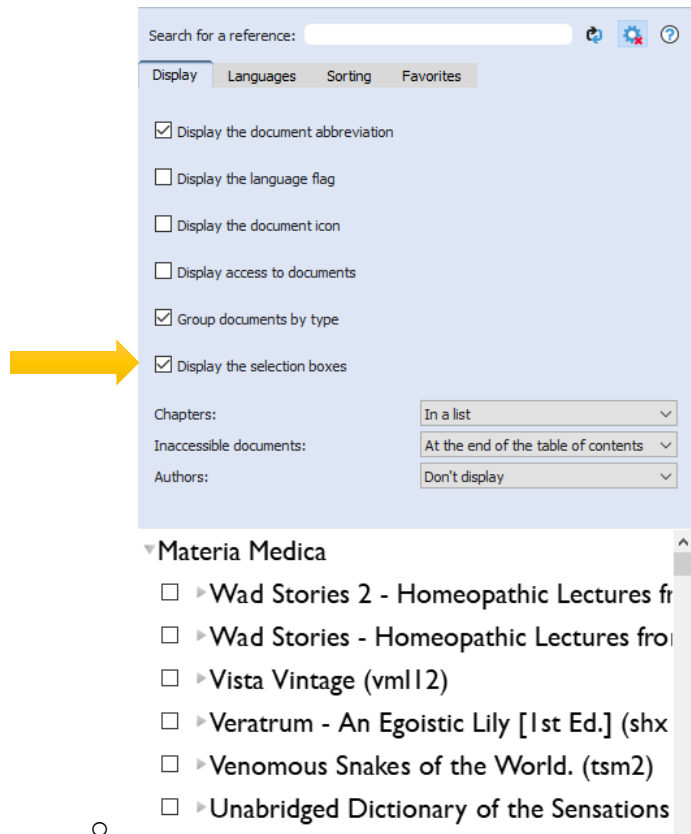 Search for a reference:
Display Languages Sorting Favorites
Display the document abbreviation
Display the language flag
Display the document icon
Display access to documents
Group documents by type
Display the selection boxes
Chapters: In a list
Inaccessible documents: At the end of the table of contents
Authors: Don't display
Materia Medica
Wad Stories 2 - Homeopathic Lectures fr
Wad Stories - Homeopathic Lectures fro
Vista Vintage (vml12)
Veratrum - An Egoistic Lily [1st Ed.] (shx
Venomous Snakes of the World. (tsm2)
Unabridged Dictionary of the Sensations